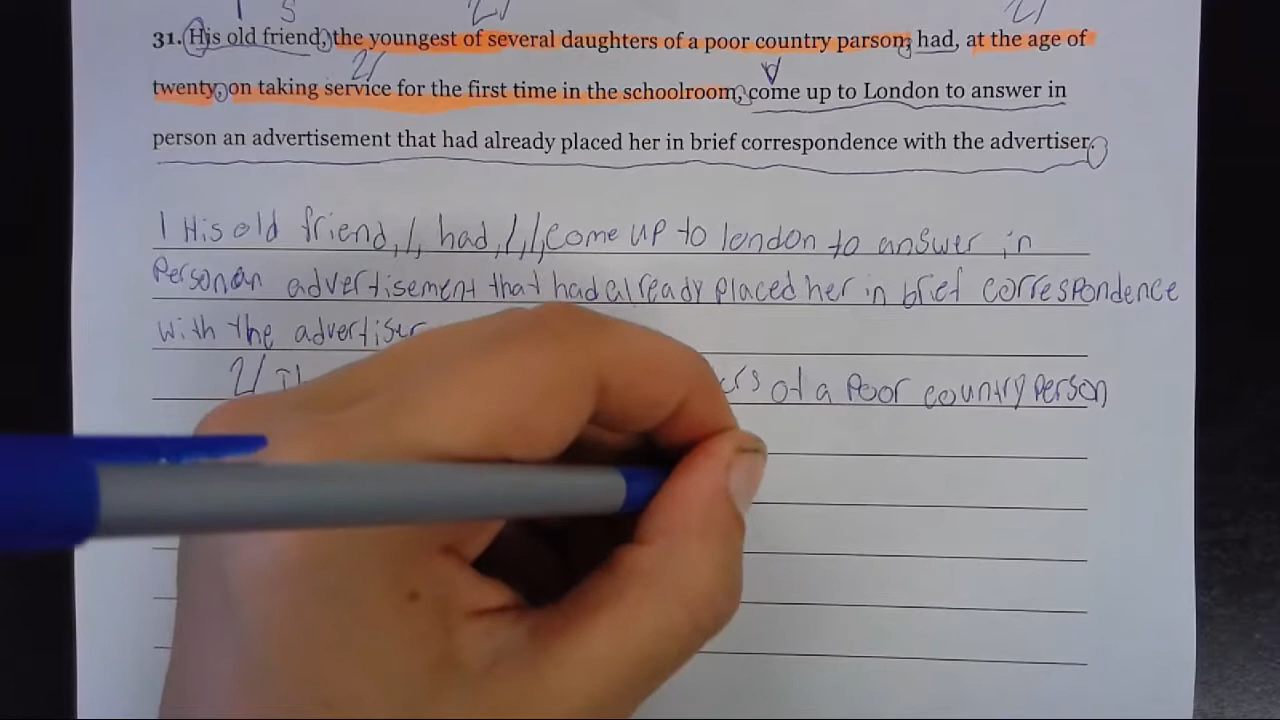 1 S 2/ 2/
31. His old friend, the youngest of several daughters of a poor country parson, had, at the age of
2/ V
twenty, on taking service for the first time in the schoolroom, come up to London to answer in
person an advertisement that had already placed her in brief correspondence with the advertiser.
1 His old friend, /, had, /, /, come up to london to answer in
Person an advertisement that had already placed her in brief correspondence
with the advertiser
2/ of a Poor country Person